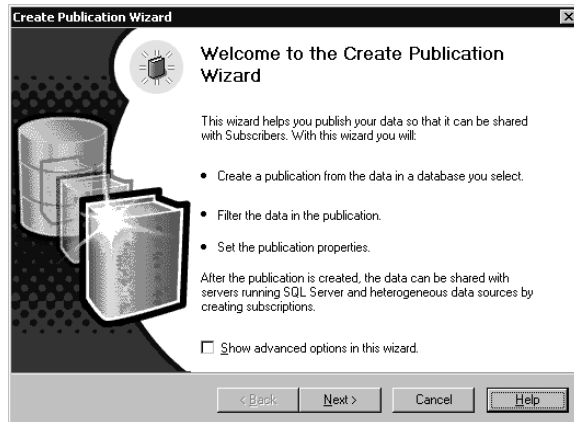 Create Publication Wizard
Welcome to the Create Publication
Wizard
This wizard helps you publish your data so that it can be shared
with Subscribers. With this wizard you will:
• Create a publication from the data in a database you select.
• Filter the data in the publication.
• Set the publication properties.
After the publication is created, the data can be shared with
servers running SQL Server and heterogeneous data sources by
creating subscriptions.
Show advanced options in this wizard.
< Back Next > Cancel Help